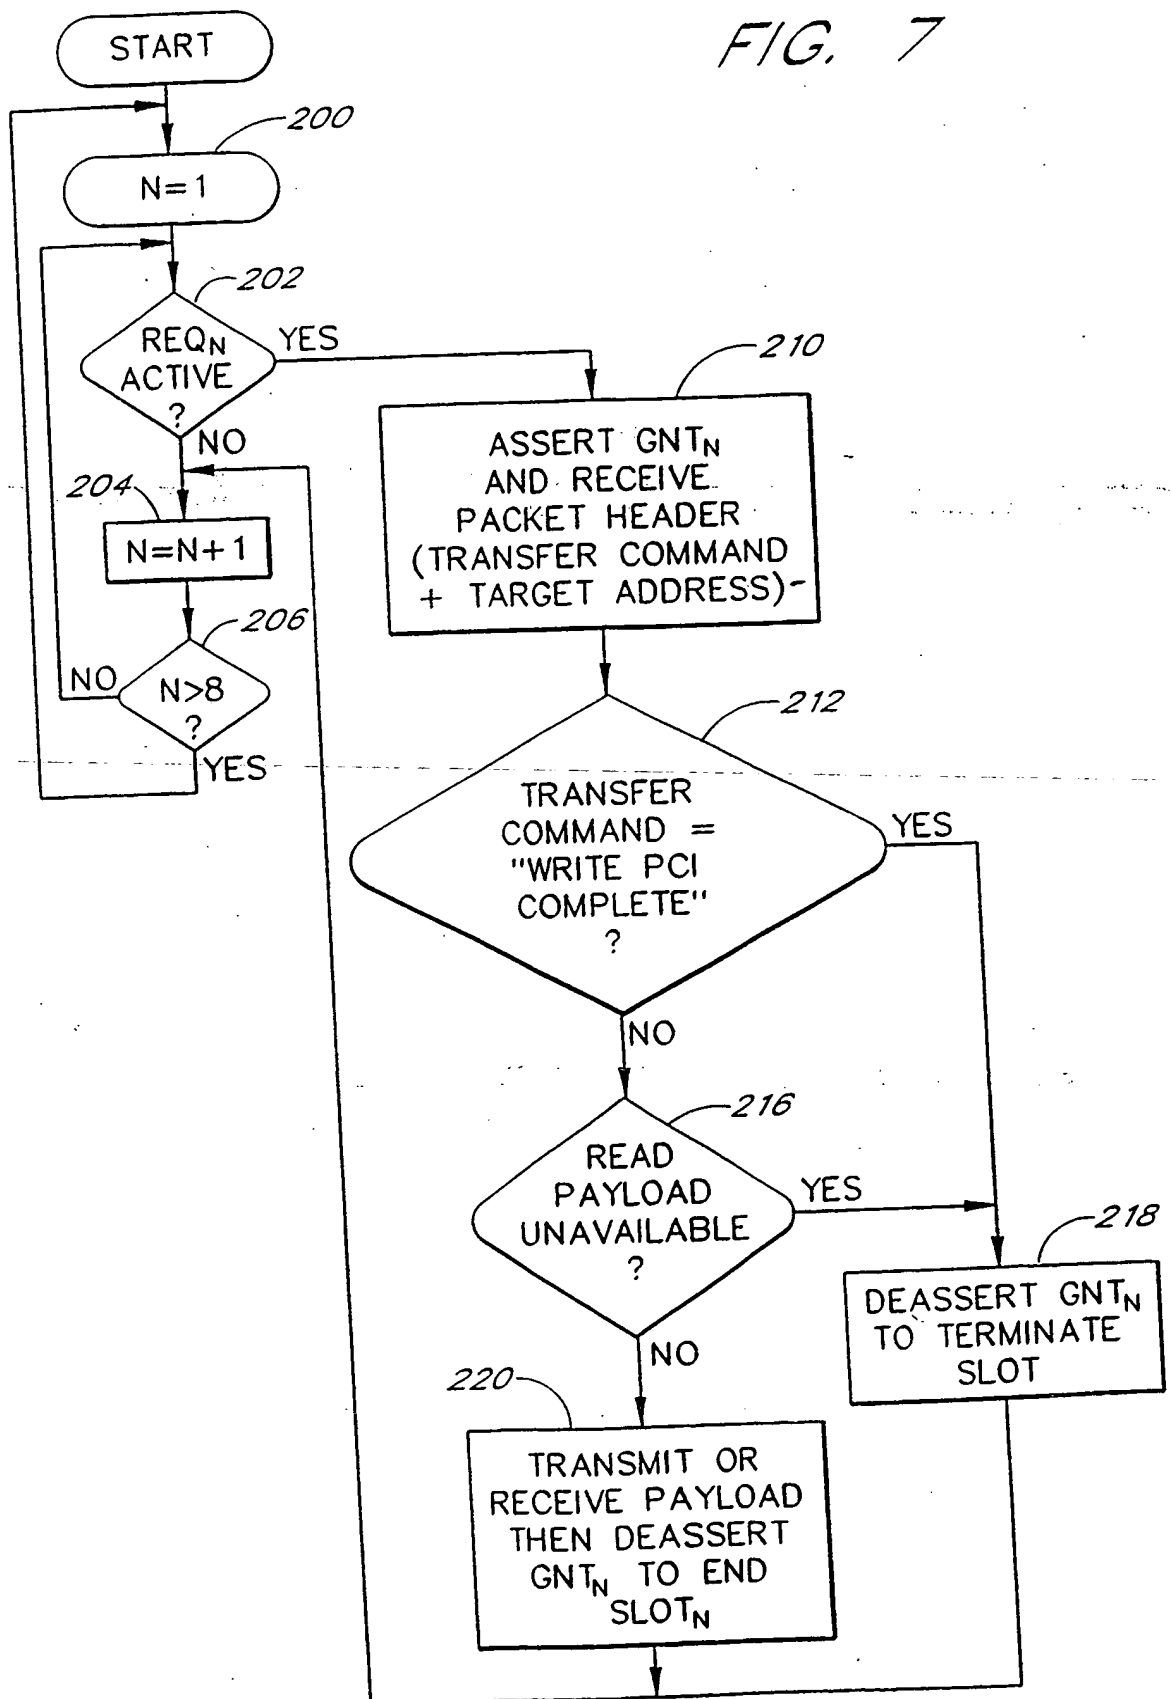 FIG. 7
START
200
N=1
202
REQN
ACTIVE
?
YES
NO
204
N=N+1
206
N>8
?
NO
YES
210
ASSERT GNTN
AND RECEIVE
PACKET HEADER
(TRANSFER COMMAND
+ TARGET ADDRESS)
212
TRANSFER
COMMAND =
"WRITE PCI
COMPLETE"
?
YES
NO
216
READ
PAYLOAD
UNAVAILABLE
?
YES
NO
218
DEASSERT GNTN
TO TERMINATE
SLOT
220
TRANSMIT OR
RECEIVE PAYLOAD
THEN DEASSERT
GNTN TO END
SLOTN